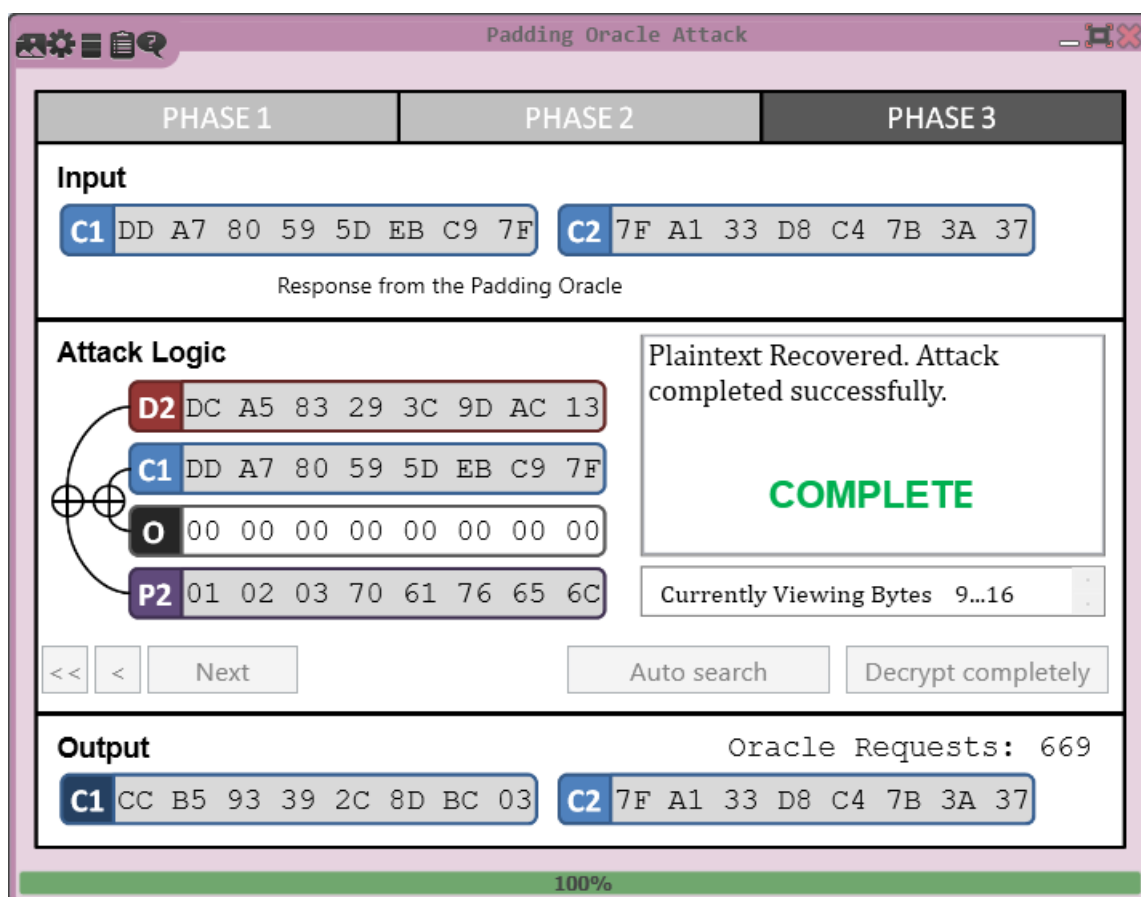 Padding Oracle Attack
PHASE 1 PHASE 2 PHASE 3
Input
C1 DD A7 80 59 5D EB C9 7F C2 7F A1 33 D8 C4 7B 3A 37
Response from the Padding Oracle
Attack Logic
Plaintext Recovered. Attack
completed successfully.
COMPLETE
D2 DC A5 83 29 3C 9D AC 13
C1 DD A7 80 59 5D EB C9 7F
O 00 00 00 00 00 00 00 00
P2 01 02 03 70 61 76 65 6C
Currently Viewing Bytes 9...16
<< < Next Auto search Decrypt completely
Output Oracle Requests: 669
C1 CC B5 93 39 2C 8D BC 03 C2 7F A1 33 D8 C4 7B 3A 37
100%